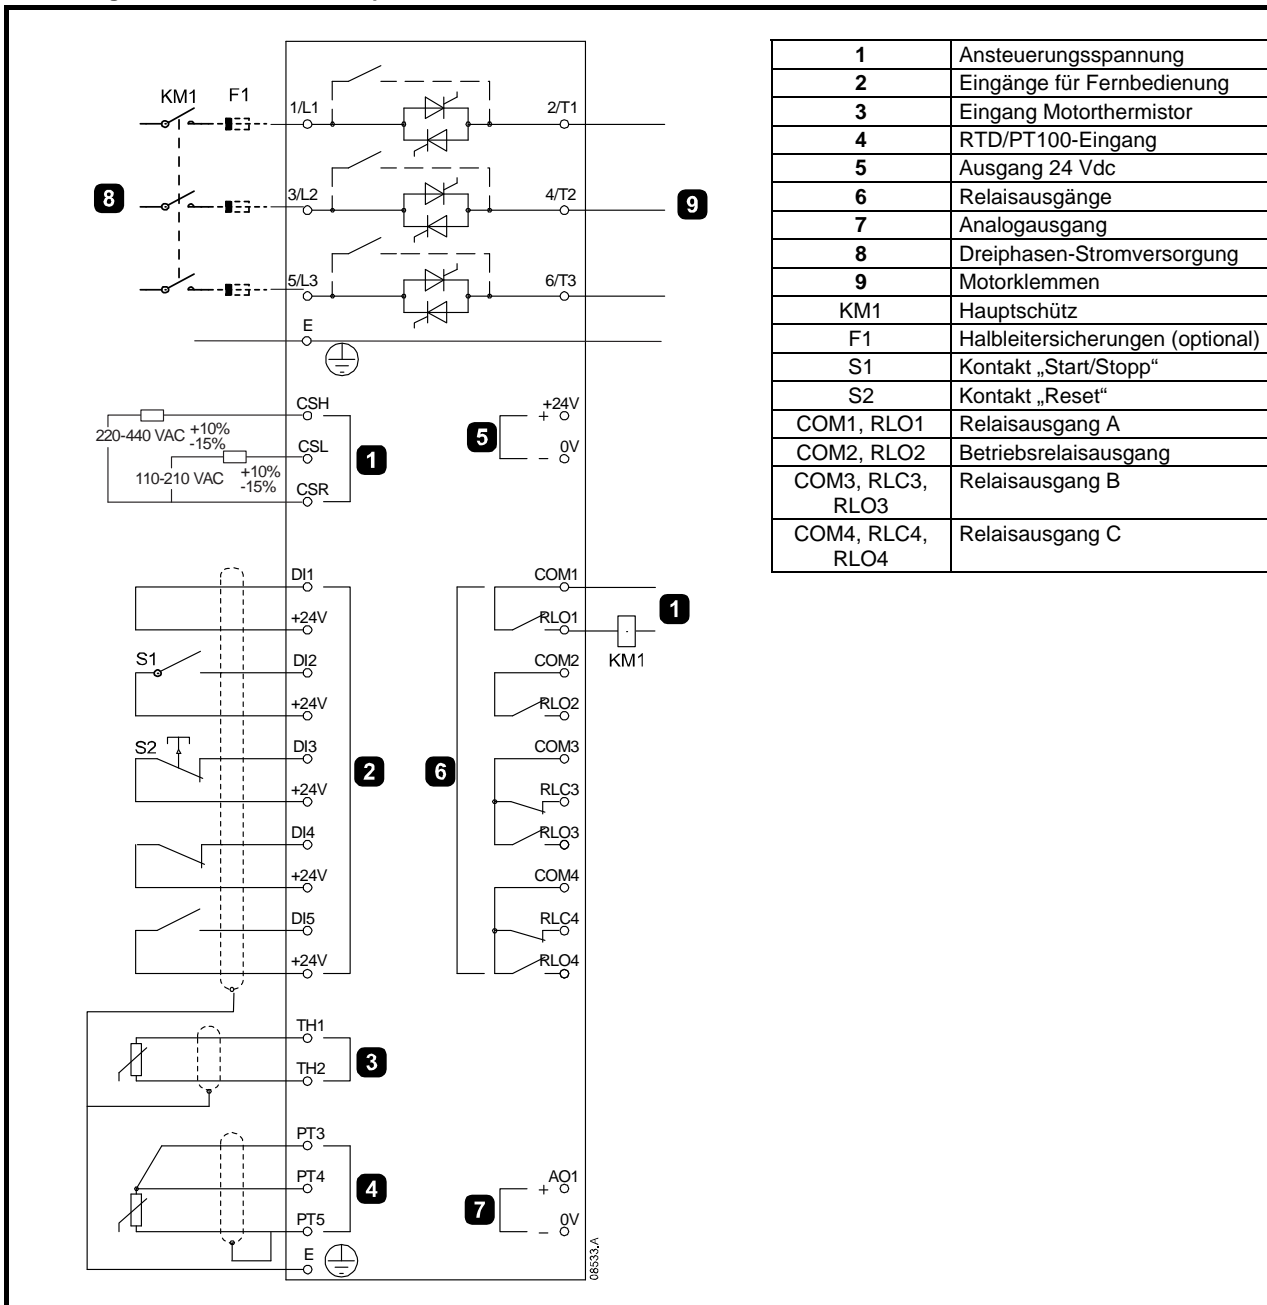 KM1 F1
1/L1 2/T1
8 3/L2 4/T2 9
5/L3 6/T3
E
CSH
220-440 VAC +10%
-15%
CSL
110-210 VAC +10%
-15%
CSR
1
5 + +24V
– 0V
DI1
+24V
S1 DI2
+24V
S2 DI3
+24V
DI4
+24V
DI5
+24V
2
6
COM1
RLO1
1
KM1
COM2
RLO2
COM3
RLC3
RLO3
COM4
RLC4
RLO4
TH1
TH2
3
PT3
PT4
PT5
4
E
7 + AO1
– 0V
08533.A
1 Ansteuerungsspannung
2 Eingänge für Fernbedienung
3 Eingang Motorthermistor
4 RTD/PT100-Eingang
5 Ausgang 24 Vdc
6 Relaisausgänge
7 Analogausgang
8 Dreiphasen-Stromversorgung
9 Motorklemmen
KM1 Hauptschütz
F1 Halbleitersicherungen (optional)
S1 Kontakt „Start/Stopp“
S2 Kontakt „Reset“
COM1, RLO1 Relaisausgang A
COM2, RLO2 Betriebsrelaisausgang
COM3, RLC3, Relaisausgang B
RLO3
COM4, RLC4, Relaisausgang C
RLO4